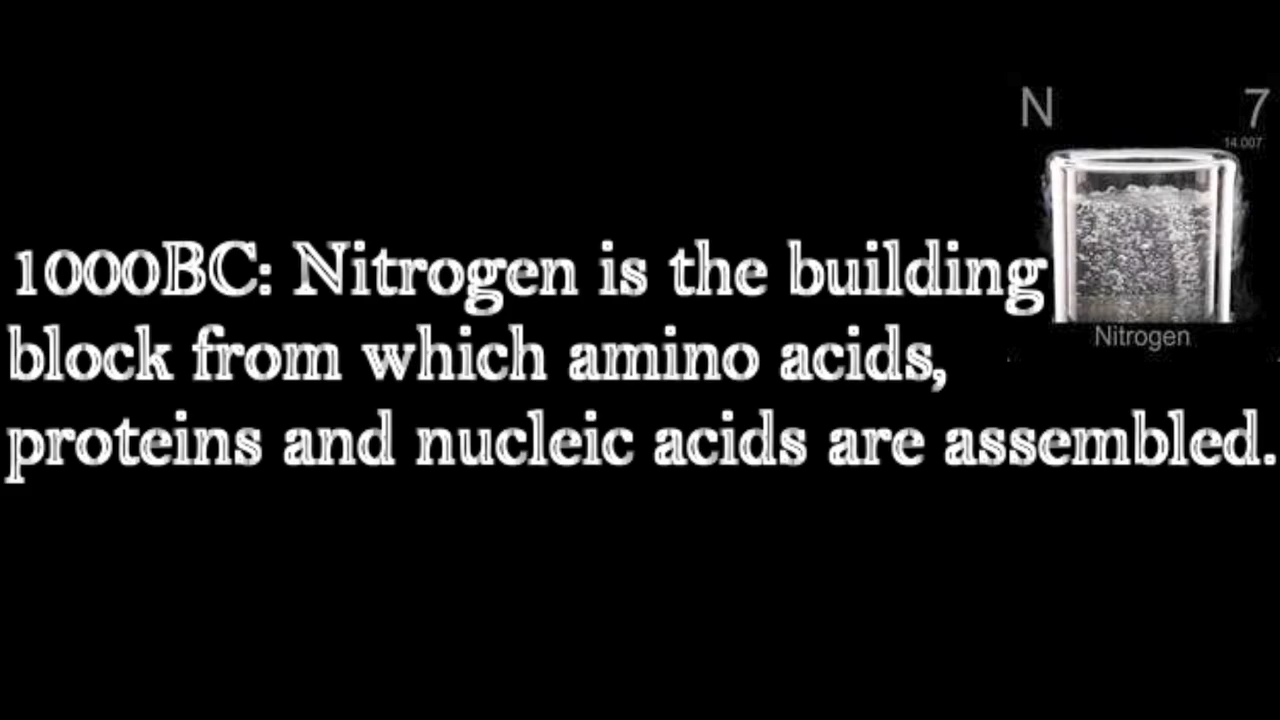 N 7
14.007
1000BC: Nitrogen is the building
Nitrogen
block from which amino acids,
proteins and nucleic acids are assembled.